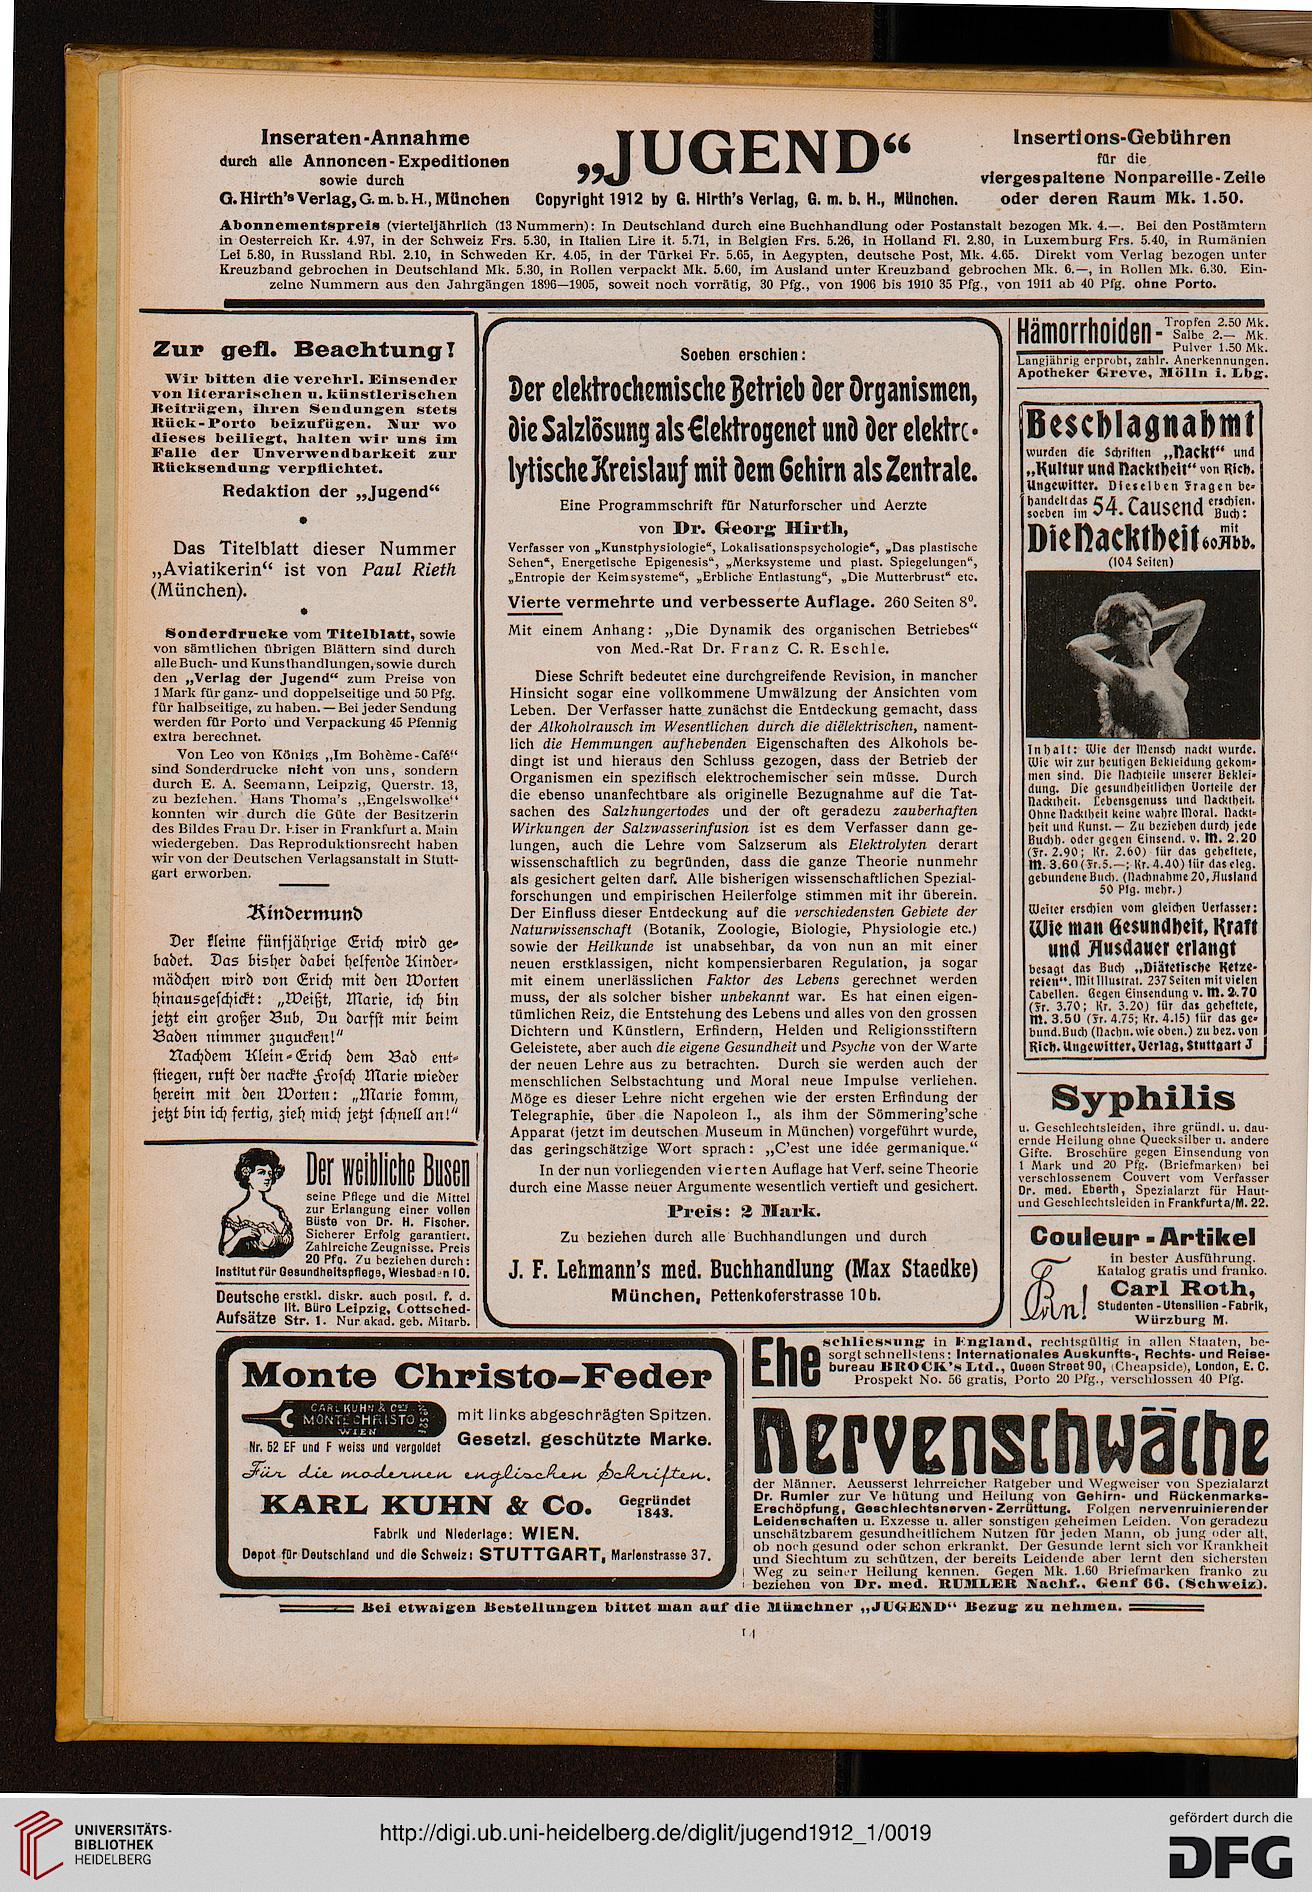 Inseraten-Annahme
durch alle Annoncen-Expeditionen
sowie durch
G. Hirth's Verlag, G. m. b. H., München
„JUGEND“
Copyright 1912 by G. Hirth's Verlag, G. m. b. H., München.
Insertions-Gebühren
für die
viergespaltene Nonpareille-Zeile
oder deren Raum Mk. 1.50.
Abonnementspreis (vierteljährlich (13 Nummern): In Deutschland durch eine Buchhandlung oder Postanstalt bezogen Mk. 4.—. Bei den Postämtern
in Oesterreich Kr. 4.97, in der Schweiz Frs. 5.30, in Italien Lire it. 5.71, in Belgien Frs. 5.26, in Holland Fl. 2.80, in Luxemburg Frs. 5.40, in Rumänien
Lei 5.80, in Russland Rbl. 2.10, in Schweden Kr. 4.05, in der Türkei Fr. 5.65, in Aegypten, deutsche Post, Mk. 4.65. Direkt vom Verlag bezogen unter
Kreuzband gebrochen in Deutschland Mk. 5.30, in Rollen verpackt Mk. 5.60, im Ausland unter Kreuzband gebrochen Mk. 6.—, in Rollen Mk. 6.30. Ein-
zelne Nummern aus den Jahrgängen 1896—1905, soweit noch vorrätig, 30 Pfg., von 1906 bis 1910 35 Pfg., von 1911 ab 40 Pfg. ohne Porto.
Zur gefl. Beachtung!
Wir bitten die verehrl. Einsender
von literarischen u. künstlerischen
Beiträgen, ihren Sendungen stets
Rück-Porto beizufügen. Nur wo
dieses beiliegt, halten wir uns im
Falle der Unverwendbarkeit zur
Rücksendung verpflichtet.
Redaktion der „Jugend“
Das Titelblatt dieser Nummer
„Aviatikerin“ ist von Paul Rieth
(München).
Sonderdrucke vom Titelblatt, sowie
von sämtlichen übrigen Blättern sind durch
alle Buch- und Kunsthandlungen, sowie durch
den „Verlag der Jugend“ zum Preise von
1 Mark für ganz- und doppelseitige und 50 Pfg.
für halbseitige, zu haben. — Bei jeder Sendung
werden für Porto und Verpackung 45 Pfennig
extra berechnet.
Von Leo von Königs „Im Bohème-Café“
sind Sonderdrucke nicht von uns, sondern
durch E. A. Seemann, Leipzig, Querstr. 13,
zu beziehen. Hans Thoma's „Engelswolke“
konnten wir durch die Güte der Besitzerin
des Bildes Frau Dr. Eiser in Frankfurt a. Main
wiedergeben. Das Reproduktionsrecht haben
wir von der Deutschen Verlagsanstalt in Stutt-
gart erworben.
Kindermund
Der kleine fünfjährige Erich wird ge-
badet. Das bisher dabei helfende Kinder-
mädchen wird von Erich mit den Worten
hinausgeschickt: „Weißt, Marie, ich bin
jetzt ein großer Bub, Du darfst mir beim
Baden nimmer zugucken!“
Nachdem Klein-Erich dem Bad ent-
stiegen, ruft der nackte Frosch Marie wieder
herein mit den Worten: „Marie komm,
jetzt bin ich fertig, zieh mich jetzt schnell an!“
Der weibliche Busen
seine Pflege und die Mittel
zur Erlangung einer vollen
Büste von Dr. H. Fischer.
Sicherer Erfolg garantiert.
Zahlreiche Zeugnisse. Preis
20 Pfg. Zu beziehen durch:
Institut für Gesundheitspflege, Wiesbaden 10.
Deutsche Aufsätze
erstkl. diskr. auch postl. f. d.
lit. Büro Leipzig, Gottsched-
Str. 1. Nur akad. geb. Mitarb.
Soeben erschien:
Der elektrochemische Betrieb der Organismen,
die Salzlösung als Elektrogenet und der elektro-
lytische Kreislauf mit dem Gehirn als Zentrale.
Eine Programmschrift für Naturforscher und Aerzte
von Dr. Georg Hirth,
Verfasser von „Kunstphysiologie“, Lokalisationspsychologie“, „Das plastische
Sehen“, Energetische Epigenesis“, „Merksysteme und plast. Spiegelungen“,
„Entropie der Keimsysteme“, „Erbliche Entlastung“, „Die Mutterbrust“ etc.
Vierte vermehrte und verbesserte Auflage. 260 Seiten 8⁰.
Mit einem Anhang: „Die Dynamik des organischen Betriebes“
von Med.-Rat Dr. Franz C. R. Eschle.
Diese Schrift bedeutet eine durchgreifende Revision, in mancher
Hinsicht sogar eine vollkommene Umwälzung der Ansichten vom
Leben. Der Verfasser hatte zunächst die Entdeckung gemacht, dass
der Alkoholrausch im Wesentlichen durch die diëlektrischen, nament-
lich die Hemmungen aufhebenden Eigenschaften des Alkohols be-
dingt ist und hieraus den Schluss gezogen, dass der Betrieb der
Organismen ein spezifisch elektrochemischer sein müsse. Durch
die ebenso unanfechtbare als originelle Bezugnahme auf die Tat-
sachen des Salzhungertodes und der oft geradezu zauberhaften
Wirkungen der Salzwasserinfusion ist es dem Verfasser dann ge-
lungen, auch die Lehre vom Salzserum als Elektrolyten derart
wissenschaftlich zu begründen, dass die ganze Theorie nunmehr
als gesichert gelten darf. Alle bisherigen wissenschaftlichen Spezial-
forschungen und empirischen Heilerfolge stimmen mit ihr überein.
Der Einfluss dieser Entdeckung auf die verschiedensten Gebiete der
Naturwissenschaft (Botanik, Zoologie, Biologie, Physiologie etc.)
sowie der Heilkunde ist unabsehbar, da von nun an mit einer
neuen erstklassigen, nicht kompensierbaren Regulation, ja sogar
mit einem unerlässlichen Faktor des Lebens gerechnet werden
muss, der als solcher bisher unbekannt war. Es hat einen eigen-
tümlichen Reiz, die Entstehung des Lebens und alles von den grossen
Dichtern und Künstlern, Erfindern, Helden und Religionsstiftern
Geleistete, aber auch die eigene Gesundheit und Psyche von der Warte
der neuen Lehre aus zu betrachten. Durch sie werden auch der
menschlichen Selbstachtung und Moral neue Impulse verliehen.
Möge es dieser Lehre nicht ergehen wie der ersten Erfindung der
Telegraphie, über die Napoleon I., als ihm der Sömmering'sche
Apparat (jetzt im deutschen Museum in München) vorgeführt wurde,
das geringschätzige Wort sprach: „C'est une idée germanique.“
In der nun vorliegenden vierten Auflage hat Verf. seine Theorie
durch eine Masse neuer Argumente wesentlich vertieft und gesichert.
Preis: 2 Mark.
Zu beziehen durch alle Buchhandlungen und durch
J. F. Lehmann's med. Buchhandlung (Max Staedke)
München, Pettenkoferstrasse 10 b.
Hämorrhoiden-
Tropfen 2.50 Mk.
Salbe 2.— Mk.
Pulver 1.50 Mk.
Langjährig erprobt, zahlr. Anerkennungen.
Apotheker Greve, Mölln i. Lbg.
Beschlagnahmt
wurden die Schriften „Nackt“ und
„Kultur und Nacktheit“ von Rich.
Ungewitter. Dieselben Fragen be-
handelt das soeben im 54. Tausend erschien. Buch:
Die Nacktheit mit 60 Abb.
(104 Seiten)
Inhalt: Wie der Mensch nackt wurde.
Wie wir zur heutigen Bekleidung gekom-
men sind. Die Nachteile unserer Beklei-
dung. Die gesundheitlichen Vorteile der
Nacktheit. Lebensgenuss und Nacktheit.
Ohne Nacktheit keine wahre Moral. Nackt-
heit und Kunst. — Zu beziehen durch jede
Buchh. oder gegen Einsend. v. M. 2.20
(Fr. 2.90; Kr. 2.60) für das geheftete,
M. 3.60 (Fr. 5.—; Kr. 4.40) für das eleg.
gebundene Buch. (Nachnahme 20, Ausland
50 Pfg. mehr.)
Weiter erschien vom gleichen Verfasser:
Wie man Gesundheit, Kraft
und Ausdauer erlangt
besagt das Buch „Diätetische Ketze-
reien“. Mit Illustrat. 237 Seiten mit vielen
Tabellen. Gegen Einsendung v. M. 2.70
(Fr. 3.70; Kr. 3.20) für das geheftete,
M. 3.50 (Fr. 4.75; Kr. 4.15) für das ge-
bund. Buch (Nachn. wie oben.) zu bez. von
Rich. Ungewitter, Verlag, Stuttgart J
Syphilis
u. Geschlechtsleiden, ihre gründl. u. dau-
ernde Heilung ohne Quecksilber u. andere
Gifte. Broschüre gegen Einsendung von
1 Mark und 20 Pfg. (Briefmarken) bei
verschlossenem Couvert vom Verfasser
Dr. med. Eberth, Spezialarzt für Haut-
und Geschlechtsleiden in Frankfurt a/M. 22.
Couleur-Artikel
in bester Ausführung.
Katalog gratis und franko.
Carl Roth,
Studenten-Utensilien-Fabrik,
Würzburg M.
Monte Christo-Feder
CARL KUHN & Co
MONTE CHRISTO
WIEN
Nr. 52 EF und F weiss und vergoldet
mit links abgeschrägten Spitzen.
Gesetzl. geschützte Marke.
Für die modernen englischen Schriften.
KARL KUHN & Co. Gegründet 1843.
Fabrik und Niederlage: WIEN.
Depot für Deutschland und die Schweiz: STUTTGART, Marienstrasse 37.
Ehe
schliessung in England, rechtsgültig in allen Staaten, be-
sorgt schnellstens: Internationales Auskunfts-, Rechts- und Reise-
bureau BROCK's Ltd., Queen Street 90, (Cheapside), London, E. C.
Prospekt No. 56 gratis, Porto 20 Pfg., verschlossen 40 Pfg.
Nervenschwäche
der Männer. Aeusserst lehrreicher Ratgeber und Wegweiser von Spezialarzt
Dr. Rumler zur Ve hütung und Heilung von Gehirn- und Rückenmarks-
Erschöpfung, Geschlechtsnerven-Zerrüttung, Folgen nervenruinierender
Leidenschaften u. Exzesse u. aller sonstigen geheimen Leiden. Von geradezu
unschätzbarem gesundheitlichem Nutzen für jeden Mann, ob jung oder alt,
ob noch gesund oder schon erkrankt. Der Gesunde lernt sich vor Krankheit
und Siechtum zu schützen, der bereits Leidende aber lernt den sichersten
Weg zu seiner Heilung kennen. Gegen Mk. 1.60 Briefmarken franko zu
beziehen von Dr. med. RUMLER Nachf., Genf 66. (Schweiz).
Bei etwaigen Bestellungen bittet man auf die Münchner „JUGEND“ Bezug zu nehmen.
14
UNIVERSITÄTS-
BIBLIOTHEK
HEIDELBERG
http://digi.ub.uni-heidelberg.de/diglit/jugend1912_1/0019
gefördert durch die
DFG